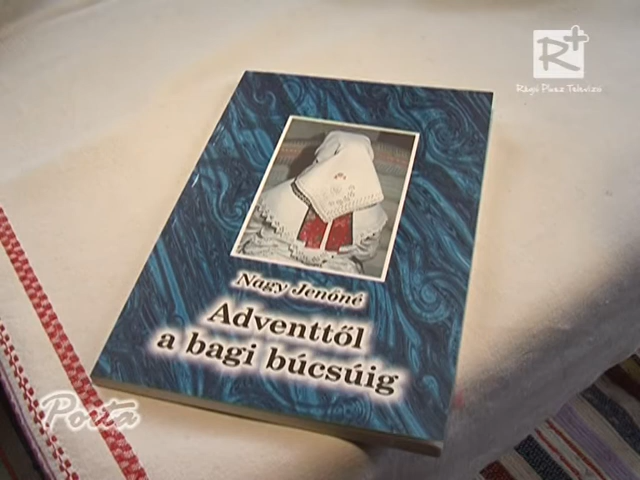 R+
Régió Plusz Televízió
Nagy Jenőné
Adventtől
a bagi búcsúig
Porta